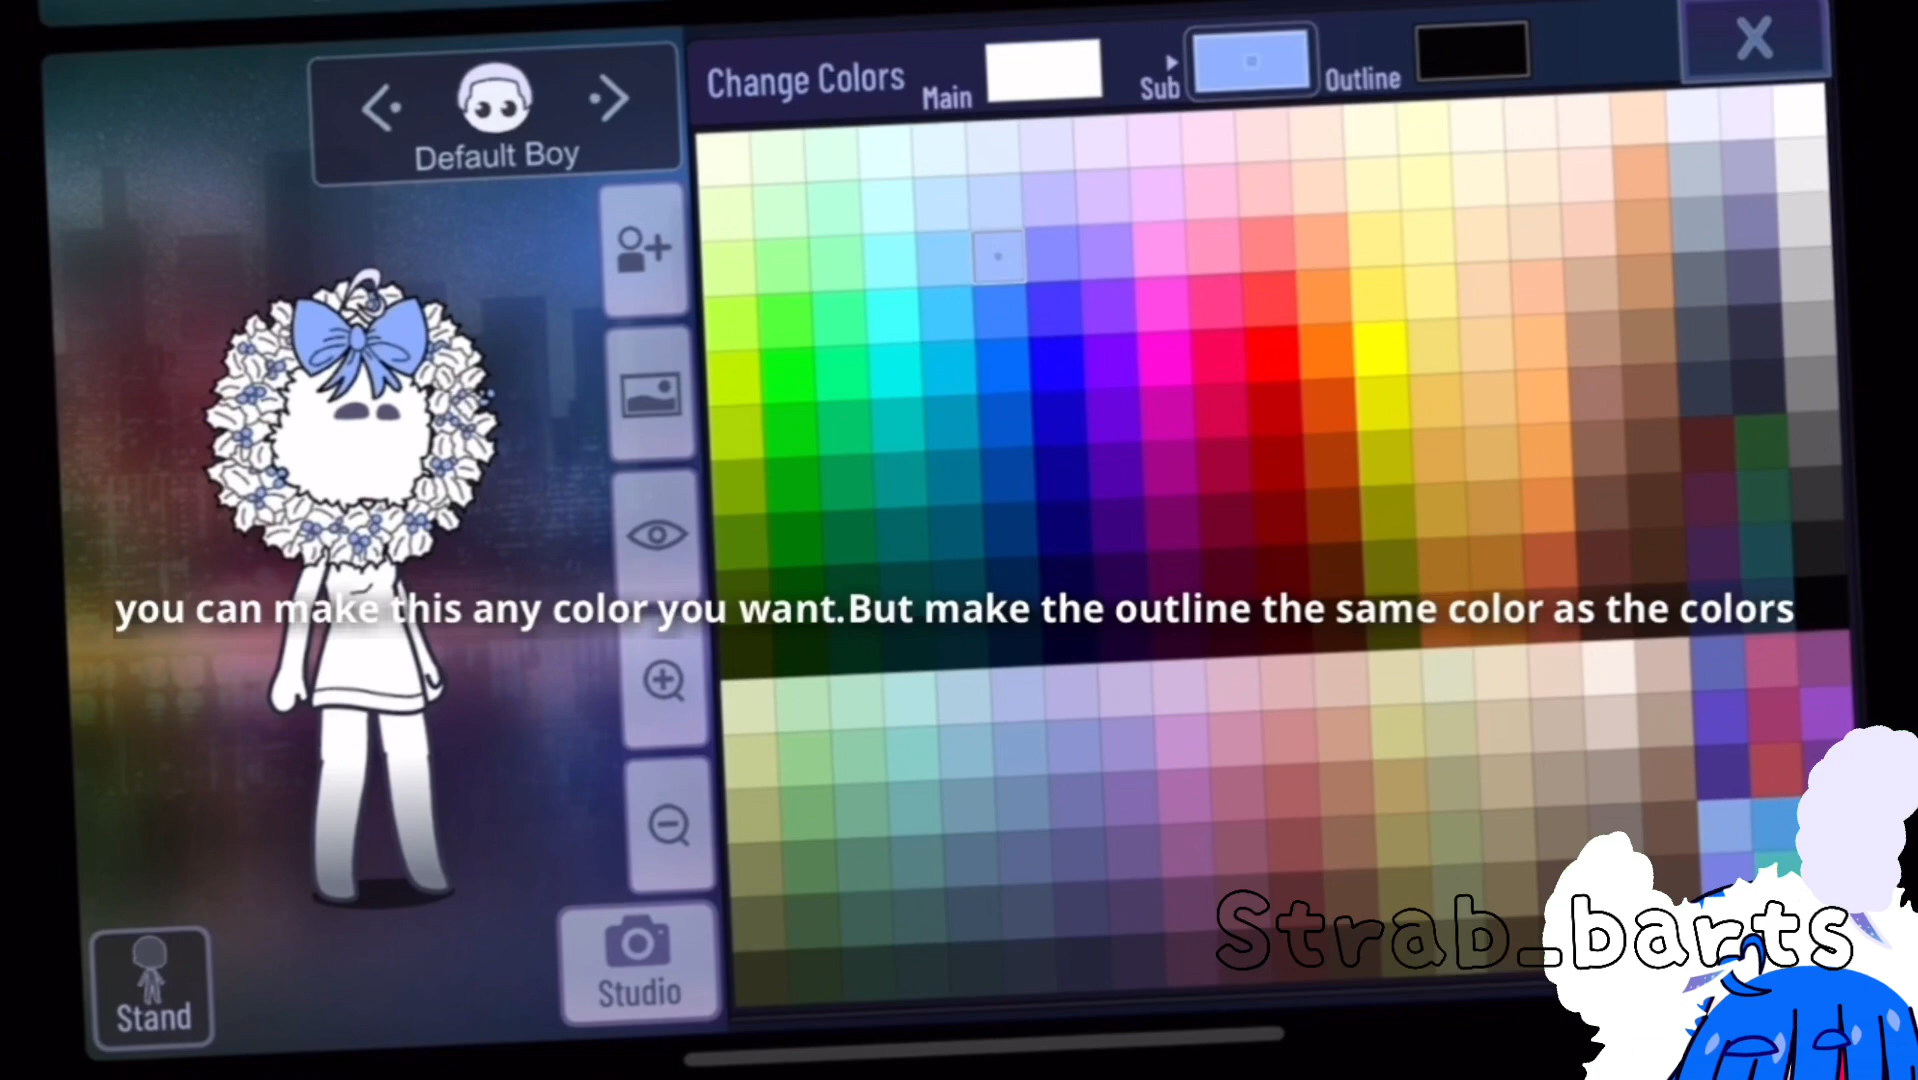 Change Colors
Main
Sub
Outline
X
Default Boy
you can make this any color you want.But make the outline the same color as the colors
Strab_barts
Stand
Studio